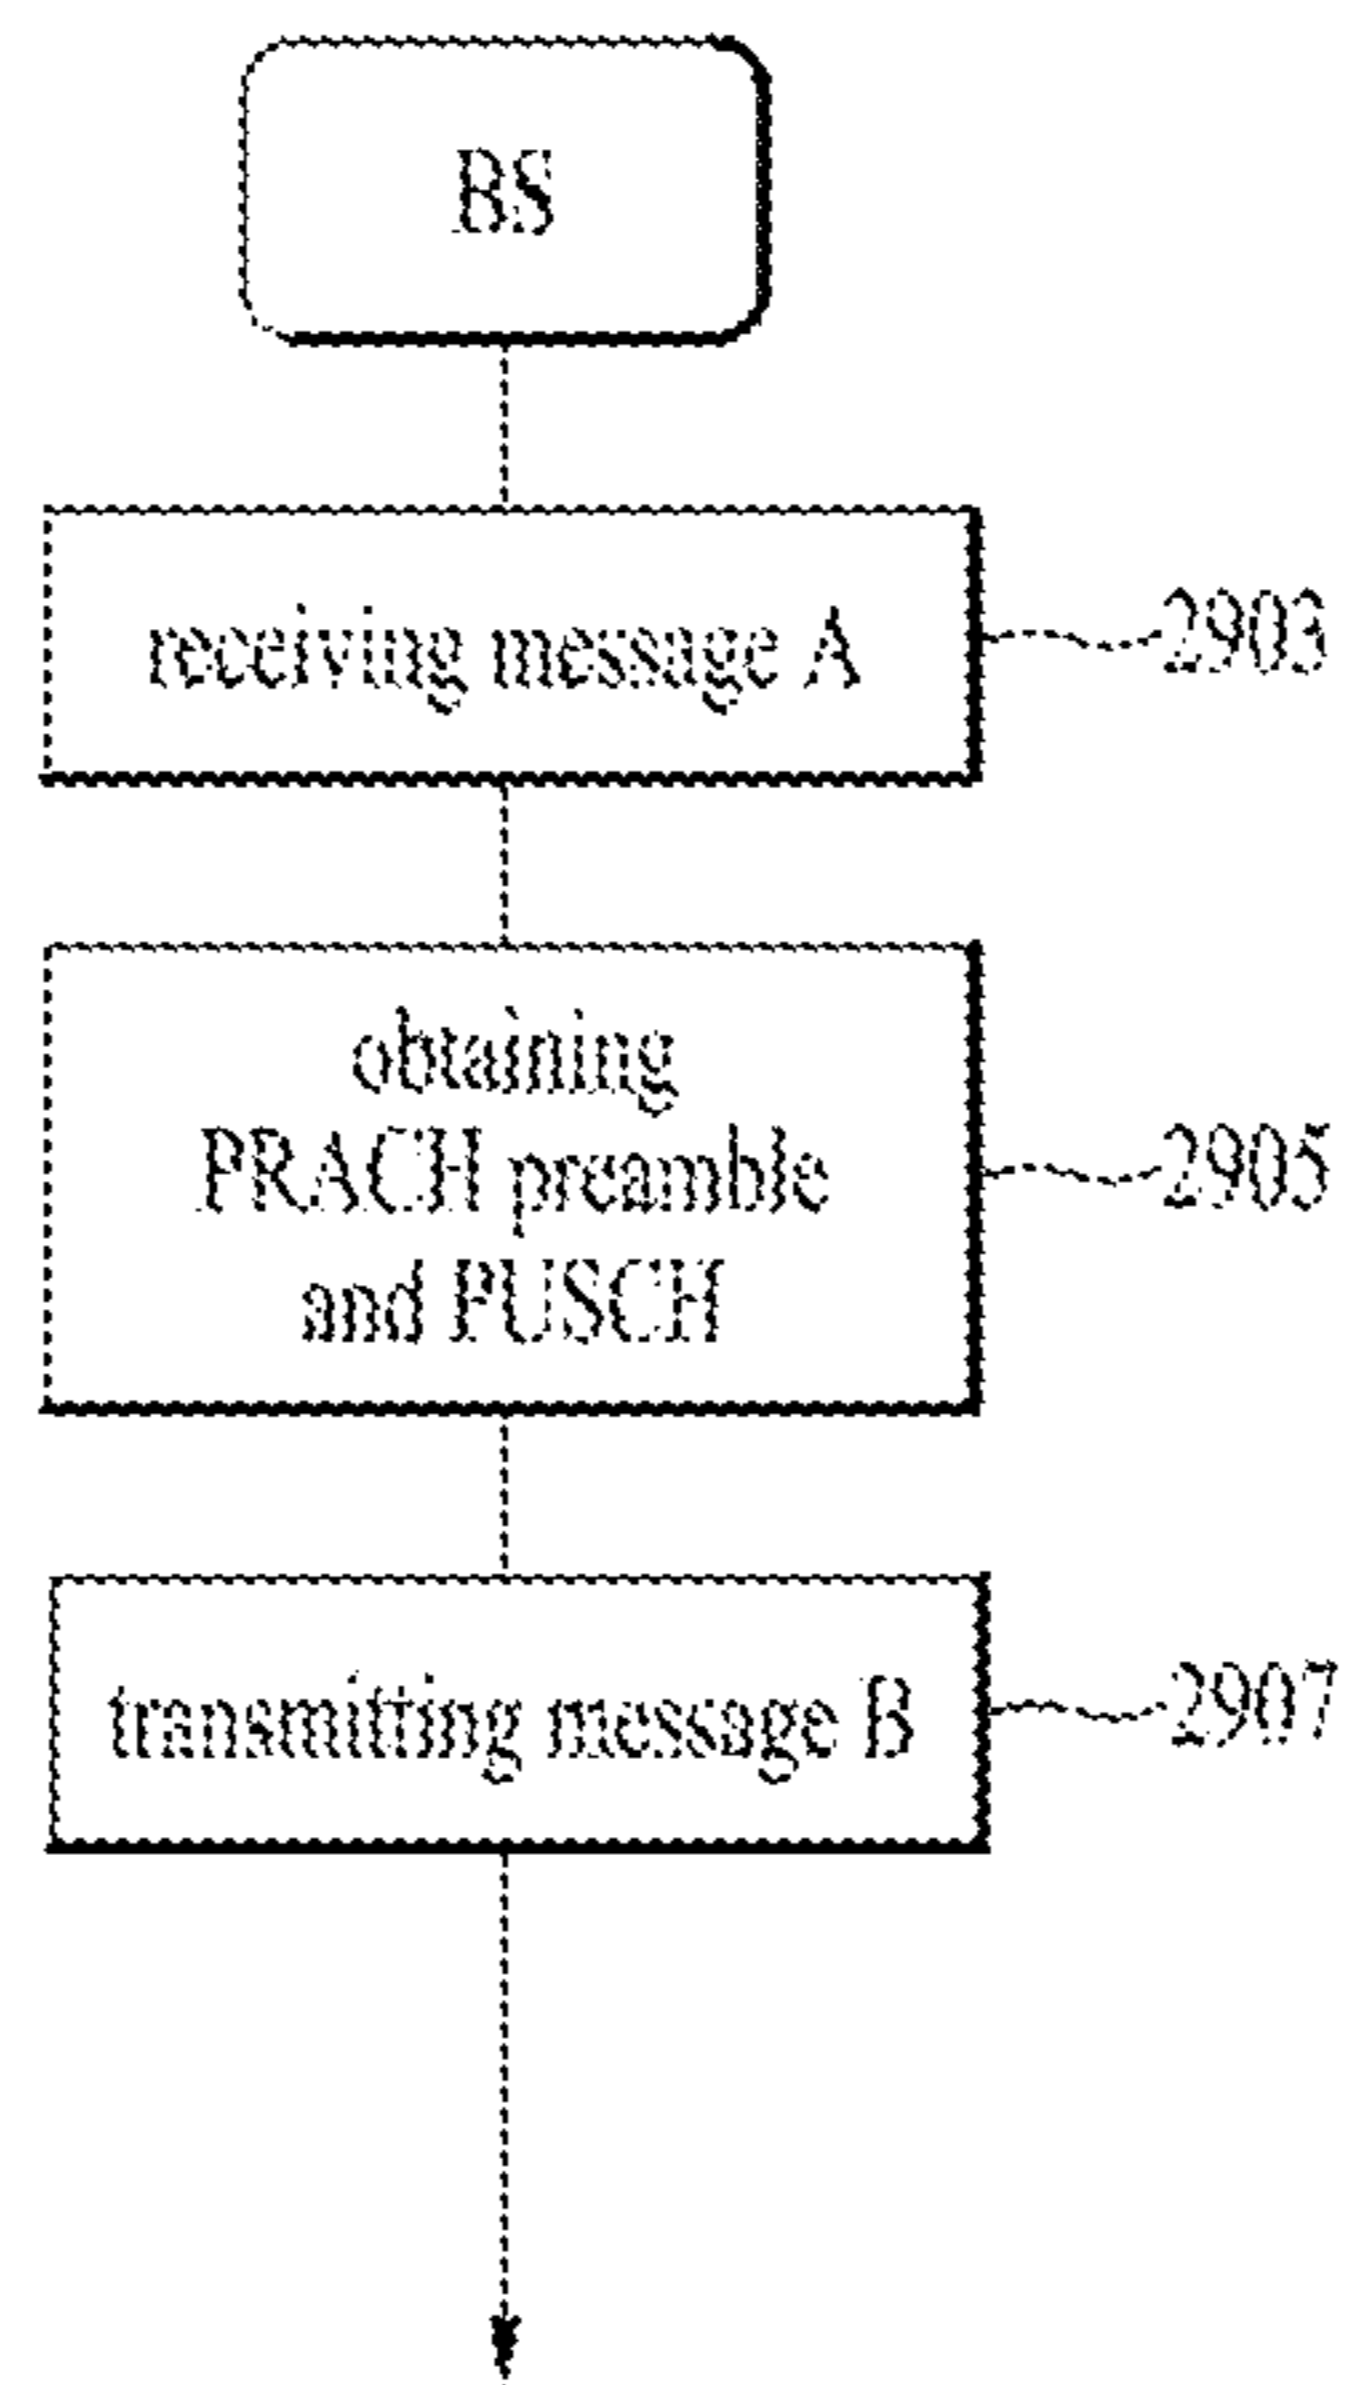 BS
receiving message A
2903
obtaining
PRACH preamble
2905
and PUSCH
transmitting message B
2907